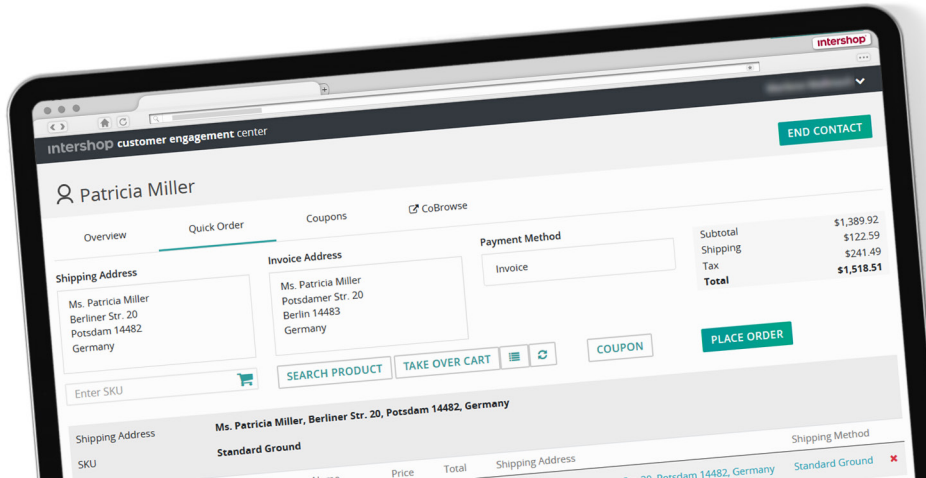 intershop
intershop customer engagement center
END CONTACT
Patricia Miller
Overview
Quick Order
Coupons
CoBrowse
Shipping Address
Ms. Patricia Miller
Berliner Str. 20
Potsdam 14482
Germany
Invoice Address
Ms. Patricia Miller
Potsdamer Str. 20
Berlin 14483
Germany
Payment Method
Invoice
Subtotal $1,389.92
Shipping $122.59
Tax $241.49
Total $1,518.51
Enter SKU
SEARCH PRODUCT
TAKE OVER CART
COUPON
PLACE ORDER
Shipping Address Ms. Patricia Miller, Berliner Str. 20, Potsdam 14482, Germany
SKU Standard Ground
Name Price Total Shipping Address Shipping Method
20, Potsdam 14482, Germany Standard Ground